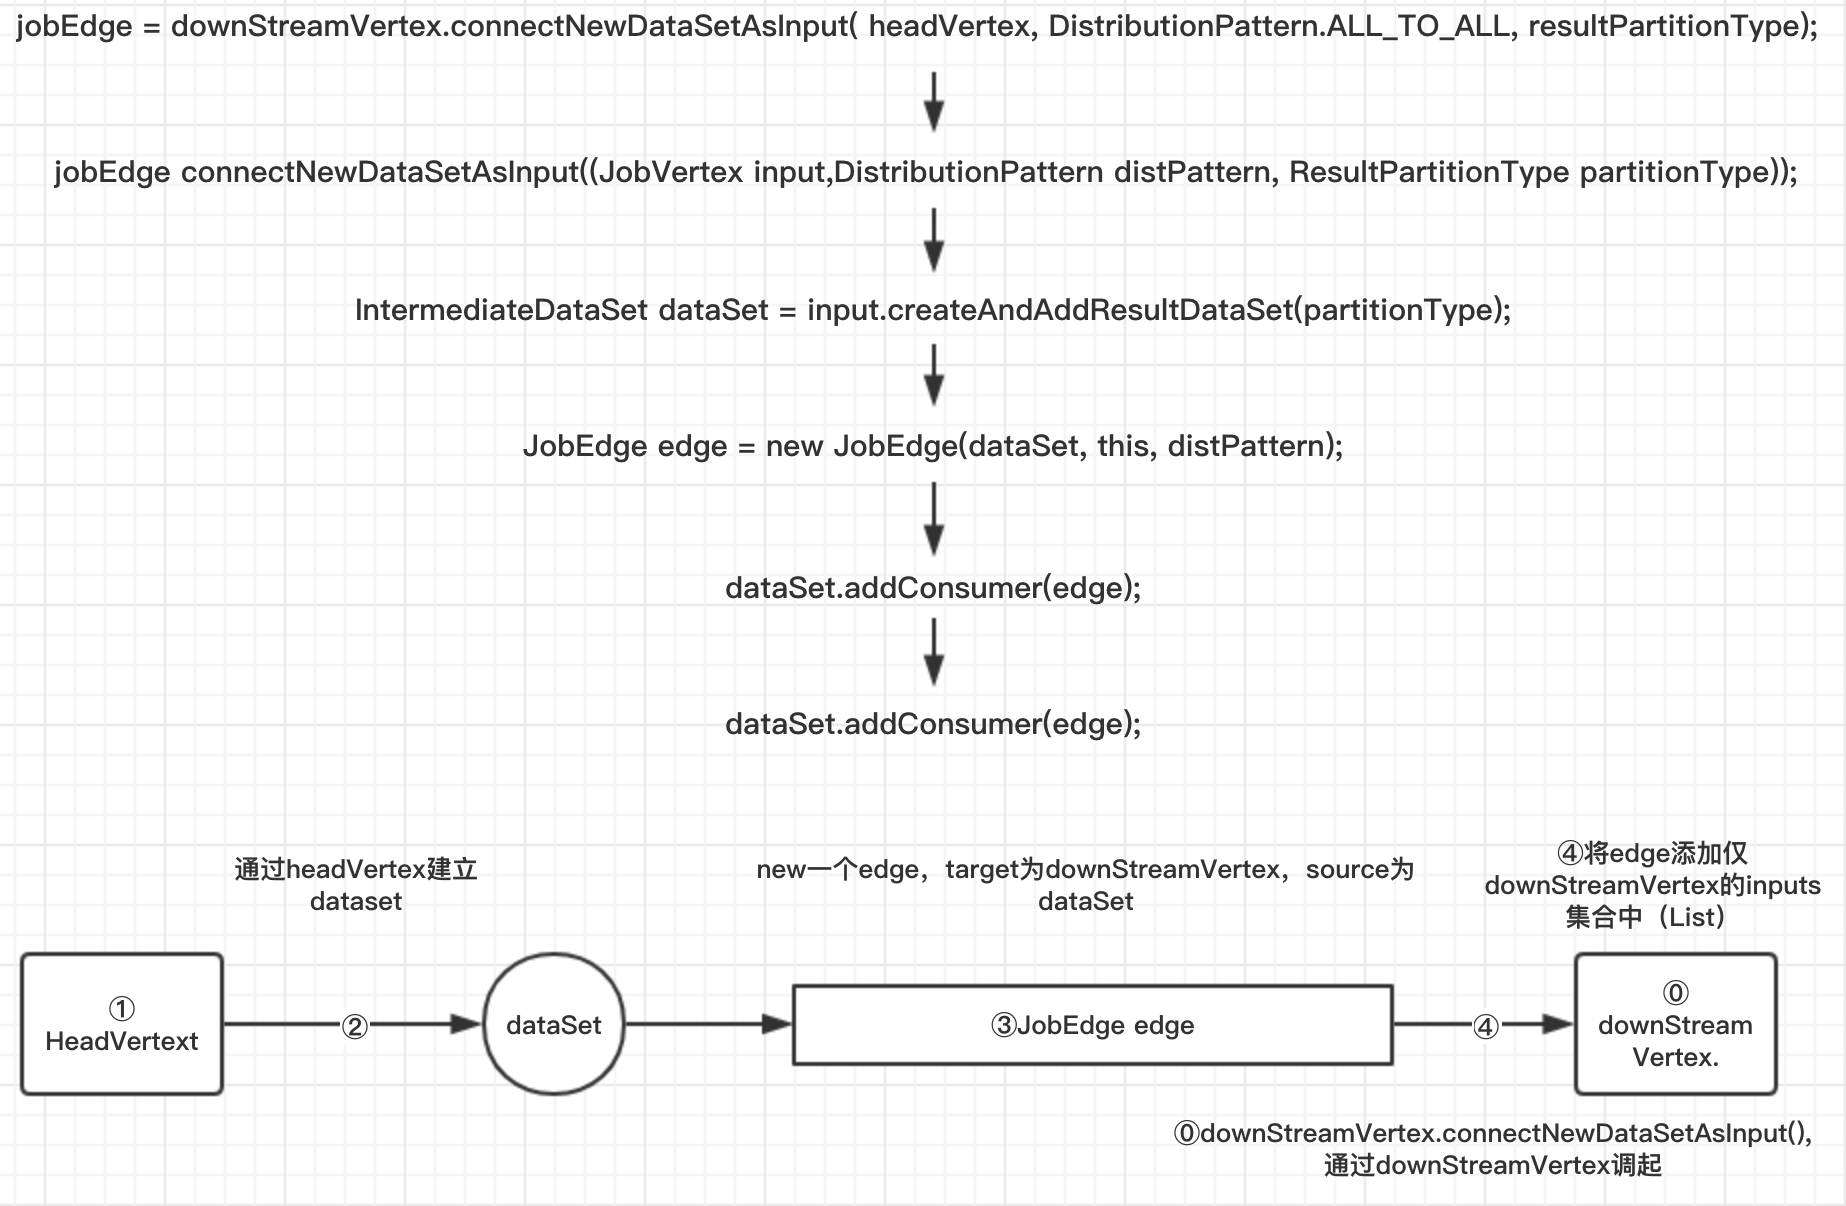 jobEdge = downStreamVertex.connectNewDataSetAsInput( headVertex, DistributionPattern.ALL_TO_ALL, resultPartitionType);
jobEdge connectNewDataSetAsInput((JobVertex input,DistributionPattern distPattern, ResultPartitionType partitionType));
IntermediateDataSet dataSet = input.createAndAddResultDataSet(partitionType);
JobEdge edge = new JobEdge(dataSet, this, distPattern);
dataSet.addConsumer(edge);
dataSet.addConsumer(edge);
通过headVertex建立
dataset
new一个edge，target为downStreamVertex，source为
dataSet
④将edge添加仅
downStreamVertex的inputs
集合中（List）
①
HeadVertext
②
dataSet
③JobEdge edge
④
⓪
downStream
Vertex.
⓪downStreamVertex.connectNewDataSetAsInput(),
通过downStreamVertex调起